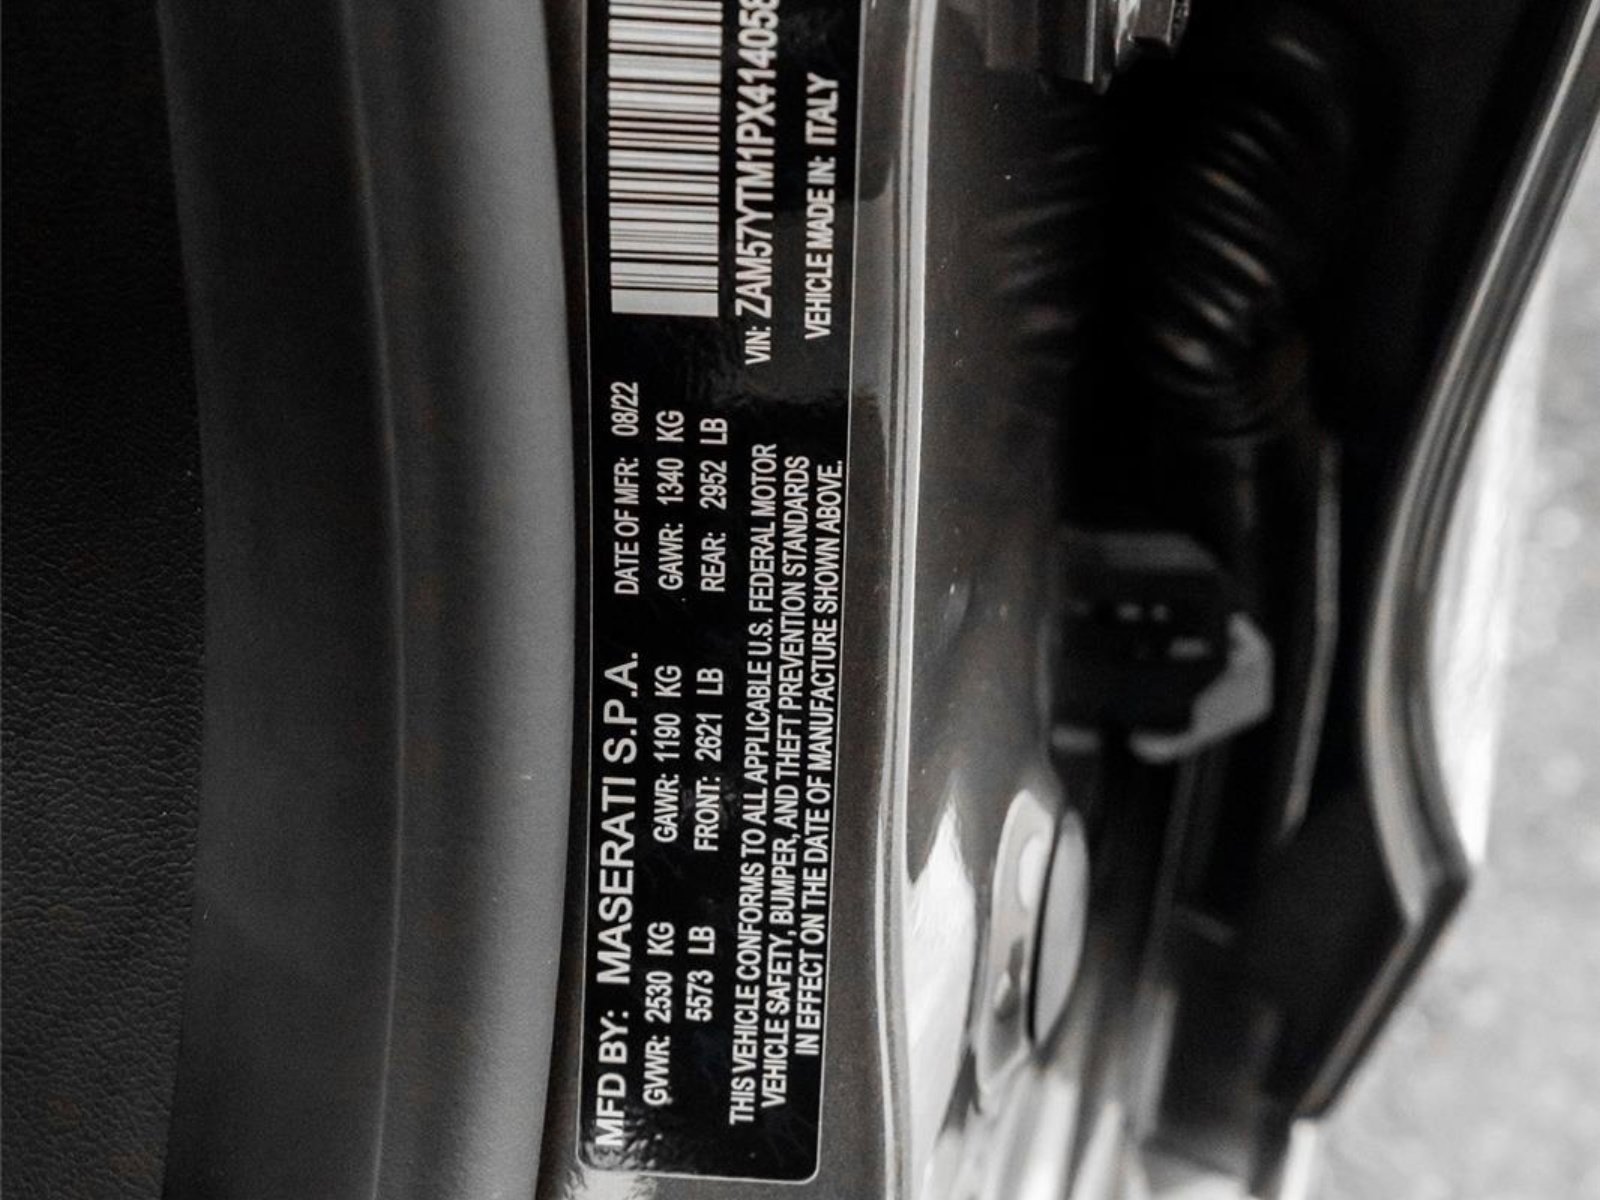 MFD BY: MASERATI S.P.A. DATE OF MFR: 08/22
GVWR: 2530 KG GAWR: 1190 KG GAWR: 1340 KG
5573 LB FRONT: 2621 LB REAR: 2952 LB
THIS VEHICLE CONFORMS TO ALL APPLICABLE U.S. FEDERAL MOTOR
VEHICLE SAFETY, BUMPER, AND THEFT PREVENTION STANDARDS
IN EFFECT ON THE DATE OF MANUFACTURE SHOWN ABOVE.
VIN: ZAM57YTM1PX414058
VEHICLE MADE IN: ITALY